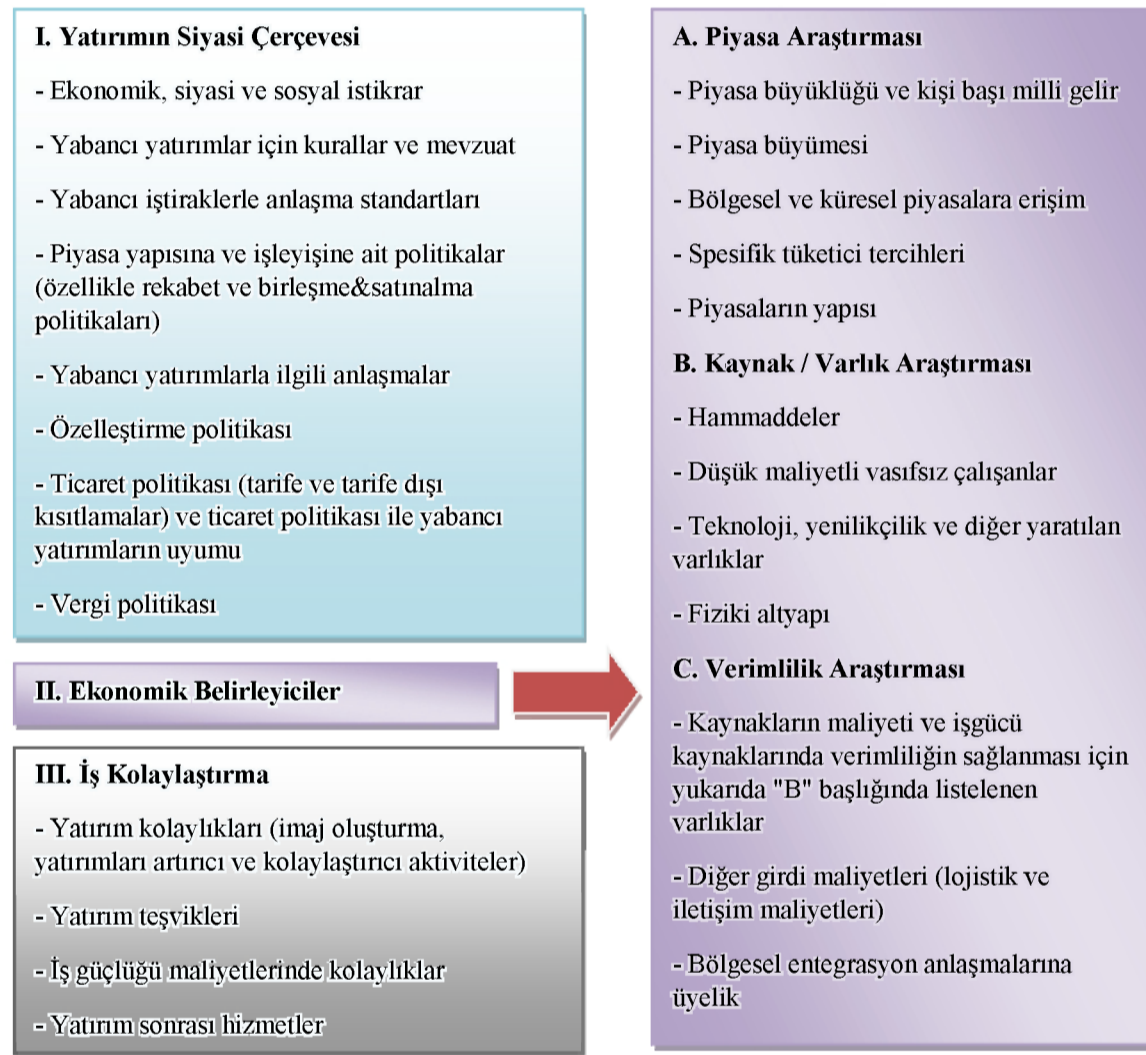 I. Yatırımın Siyasi Çerçevesi
- Ekonomik, siyasi ve sosyal istikrar
- Yabancı yatırımlar için kurallar ve mevzuat
- Yabancı iştiraklerle anlaşma standartları
- Piyasa yapısına ve işleyişine ait politikalar
(özellikle rekabet ve birleşme&satınalma
politikaları)
- Yabancı yatırımlarla ilgili anlaşmalar
- Özelleştirme politikası
- Ticaret politikası (tarife ve tarife dışı
kısıtlamalar) ve ticaret politikası ile yabancı
yatırımların uyumu
- Vergi politikası
II. Ekonomik Belirleyiciler
III. İş Kolaylaştırma
- Yatırım kolaylıkları (imaj oluşturma,
yatırımları artırıcı ve kolaylaştırıcı aktiviteler)
- Yatırım teşvikleri
- İş güçlüğü maliyetlerinde kolaylıklar
- Yatırım sonrası hizmetler
A. Piyasa Araştırması
- Piyasa büyüklüğü ve kişi başı milli gelir
- Piyasa büyümesi
- Bölgesel ve küresel piyasalara erişim
- Spesifik tüketici tercihleri
- Piyasaların yapısı
B. Kaynak / Varlık Araştırması
- Hammaddeler
- Düşük maliyetli vasıfsız çalışanlar
- Teknoloji, yenilikçilik ve diğer yaratılan
varlıklar
- Fiziki altyapı
C. Verimlilik Araştırması
- Kaynakların maliyeti ve işgücü
kaynaklarında verimliliğin sağlanması için
yukarıda "B" başlığında listelenen
varlıklar
- Diğer girdi maliyetleri (lojistik ve
iletişim maliyetleri)
- Bölgesel entegrasyon anlaşmalarına
üyelik